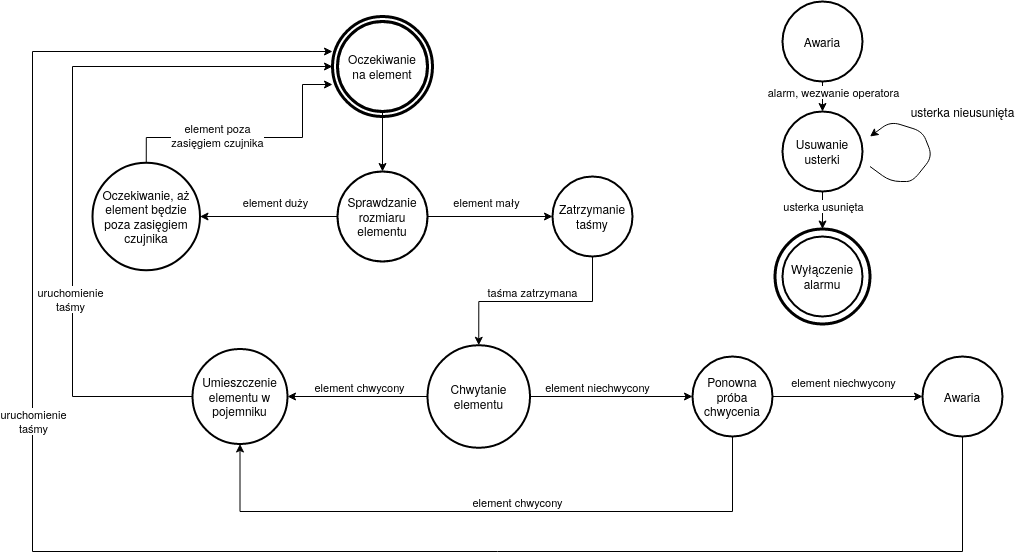 Oczekiwanie
na element
Awaria
alarm, wezwanie operatora
usterka nieusunięta
element poza
zasięgiem czujnika
Usuwanie
usterki
Oczekiwanie, aż
element będzie
poza zasięgiem
czujnika
element duży
Sprawdzanie
rozmiaru
elementu
element mały
Zatrzymanie
taśmy
usterka usunięta
Wyłączenie
alarmu
uruchomienie
taśmy
taśma zatrzymana
Umieszczenie
elementu w
pojemniku
element chwycony
Chwytanie
elementu
element niechwycony
Ponowna
próba
chwycenia
element niechwycony
Awaria
uruchomienie
taśmy
element chwycony